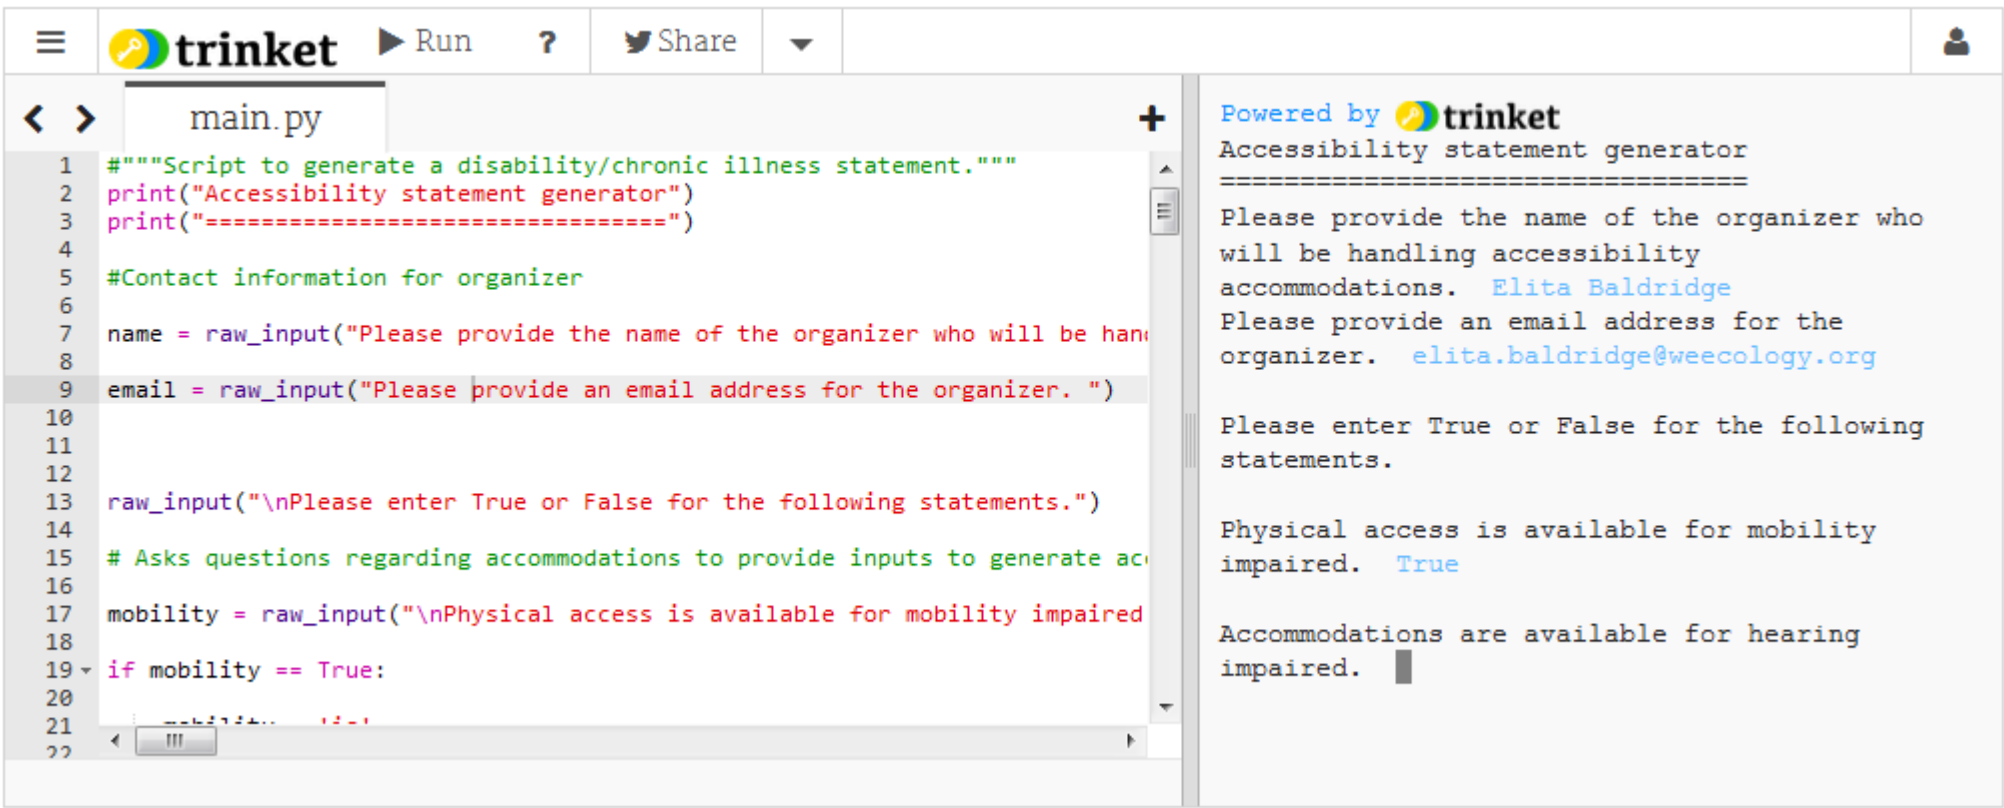 trinket Run ? Share
main.py
1 #"""Script to generate a disability/chronic illness statement."""
2 print("Accessibility statement generator")
3 print("=================================")
4
5 #Contact information for organizer
6
7 name = raw_input("Please provide the name of the organizer who will be han
8
9 email = raw_input("Please provide an email address for the organizer. ")
10
11
12
13 raw_input("\nPlease enter True or False for the following statements.")
14
15 # Asks questions regarding accommodations to provide inputs to generate ac
16
17 mobility = raw_input("\nPhysical access is available for mobility impaired
18
19 if mobility == True:
20
21 mobility = 'is'
22
Powered by trinket
Accessibility statement generator
=================================
Please provide the name of the organizer who
will be handling accessibility
accommodations. Elita Baldridge
Please provide an email address for the
organizer. elita.baldridge@weecology.org
Please enter True or False for the following
statements.
Physical access is available for mobility
impaired. True
Accommodations are available for hearing
impaired.